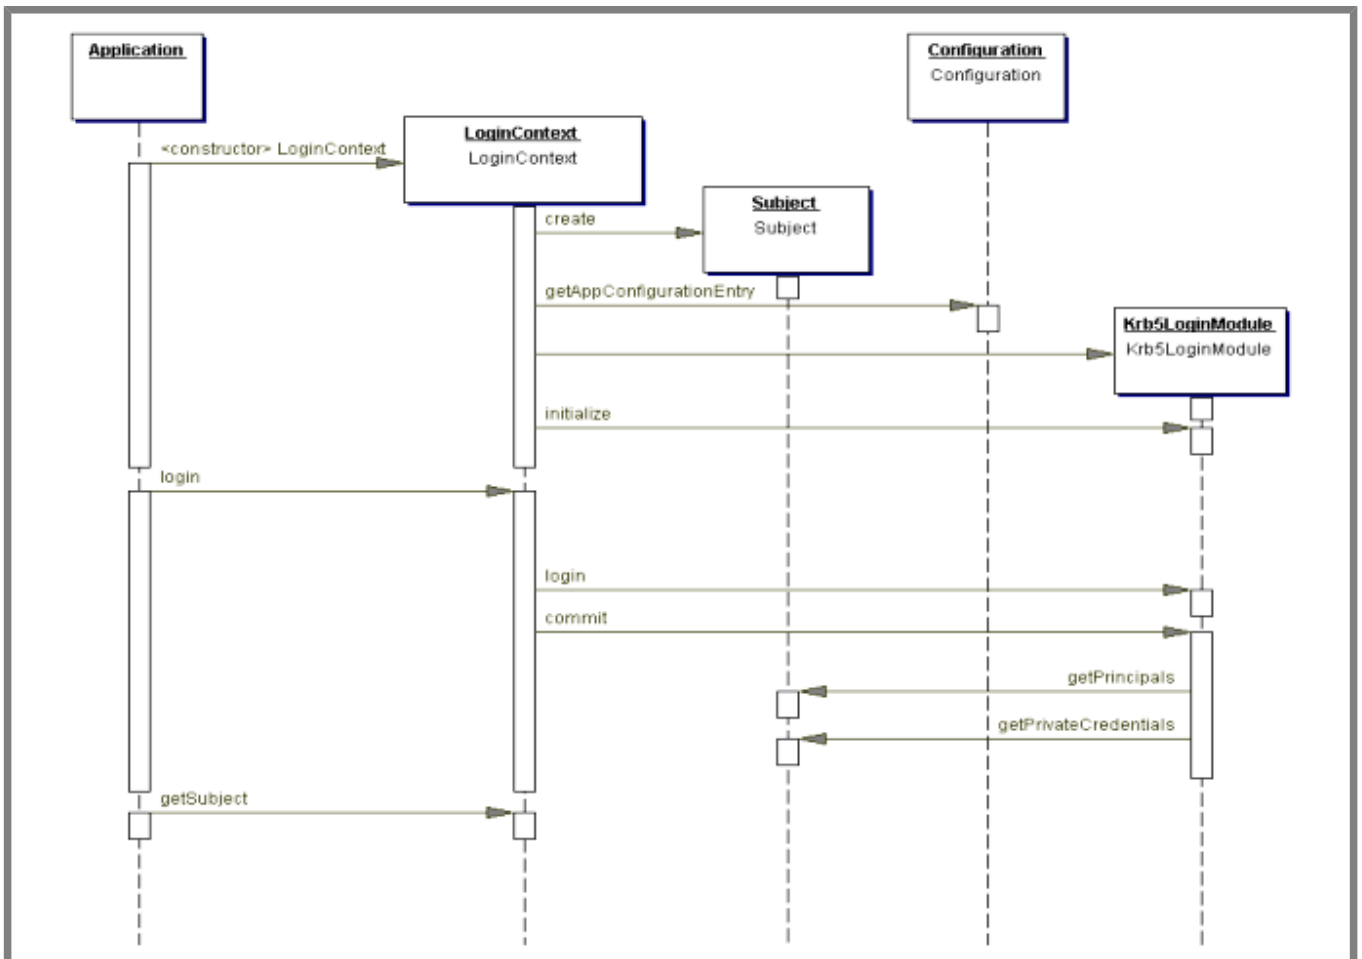 Application
Configuration
Configuration
LoginContext
LoginContext
<constructor> LoginContext
Subject
Subject
create
getAppConfigurationEntry
Krb5LoginModule
Krb5LoginModule
initialize
login
login
commit
getPrincipals
getPrivateCredentials
getSubject